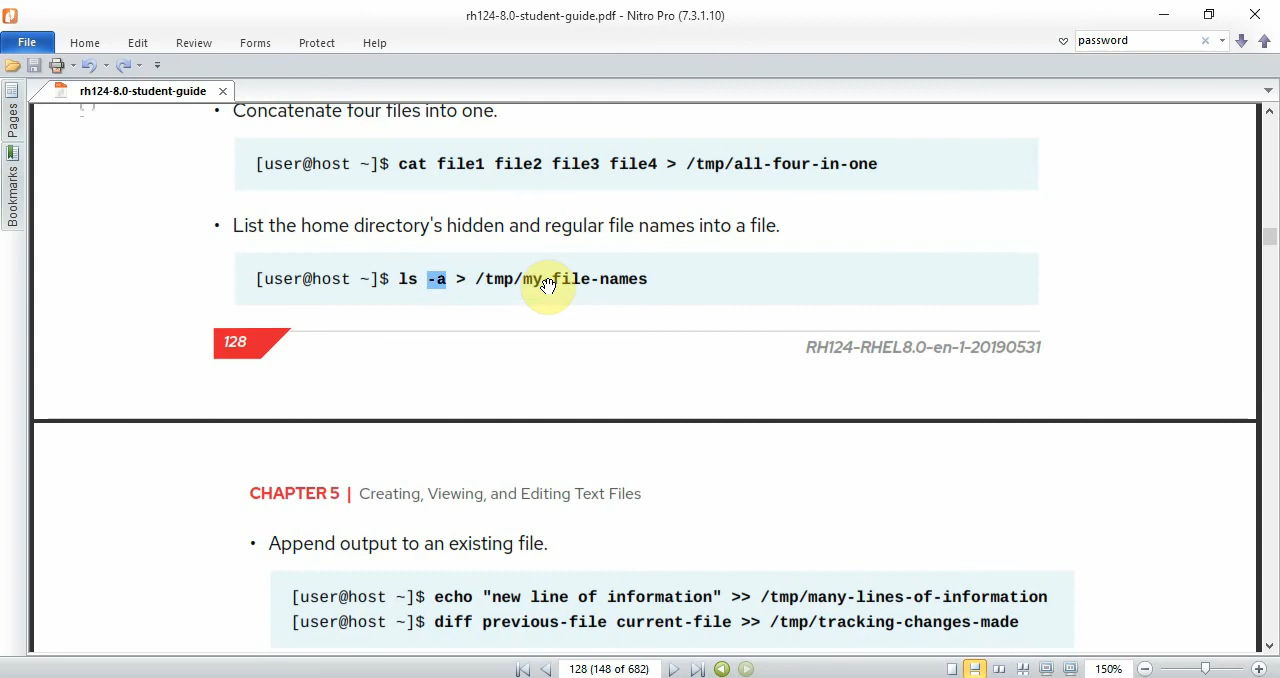 rh124-8.0-student-guide.pdf - Nitro Pro (7.3.1.10)
File Home Edit Review Forms Protect Help
password
rh124-8.0-student-guide
Pages
Bookmarks
• Concatenate four files into one.
[user@host ~]$ cat file1 file2 file3 file4 > /tmp/all-four-in-one
• List the home directory's hidden and regular file names into a file.
[user@host ~]$ ls -a > /tmp/my-file-names
128
RH124-RHEL8.0-en-1-20190531
CHAPTER 5 | Creating, Viewing, and Editing Text Files
• Append output to an existing file.
[user@host ~]$ echo "new line of information" >> /tmp/many-lines-of-information
[user@host ~]$ diff previous-file current-file >> /tmp/tracking-changes-made
128 (148 of 682)
150%